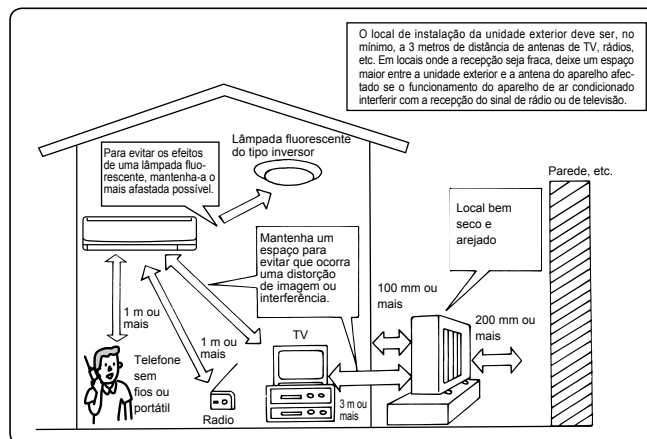 O local de instalação da unidade exterior deve ser, no
mínimo, a 3 metros de distância de antenas de TV, rádios,
etc. Em locais onde a recepção seja fraca, deixe um espaço
maior entre a unidade exterior e a antena do aparelho afec-
tado se o funcionamento do aparelho de ar condicionado
interferir com a recepção do sinal de rádio ou de televisão.
Lâmpada fluorescente
do tipo inversor
Para evitar os efeitos
de uma lâmpada fluo-
rescente, mantenha-a o
mais afastada possível.
Parede, etc.
Local bem
seco e
arejado
Mantenha um
espaço para
evitar que ocorra
uma distorção
de imagem ou
interferência.
100 mm ou
mais
200 mm ou
mais
1 m ou
mais
1 m ou
mais
TV
Telefone
sem
fios ou
portátil
Radio
3 m ou
mais